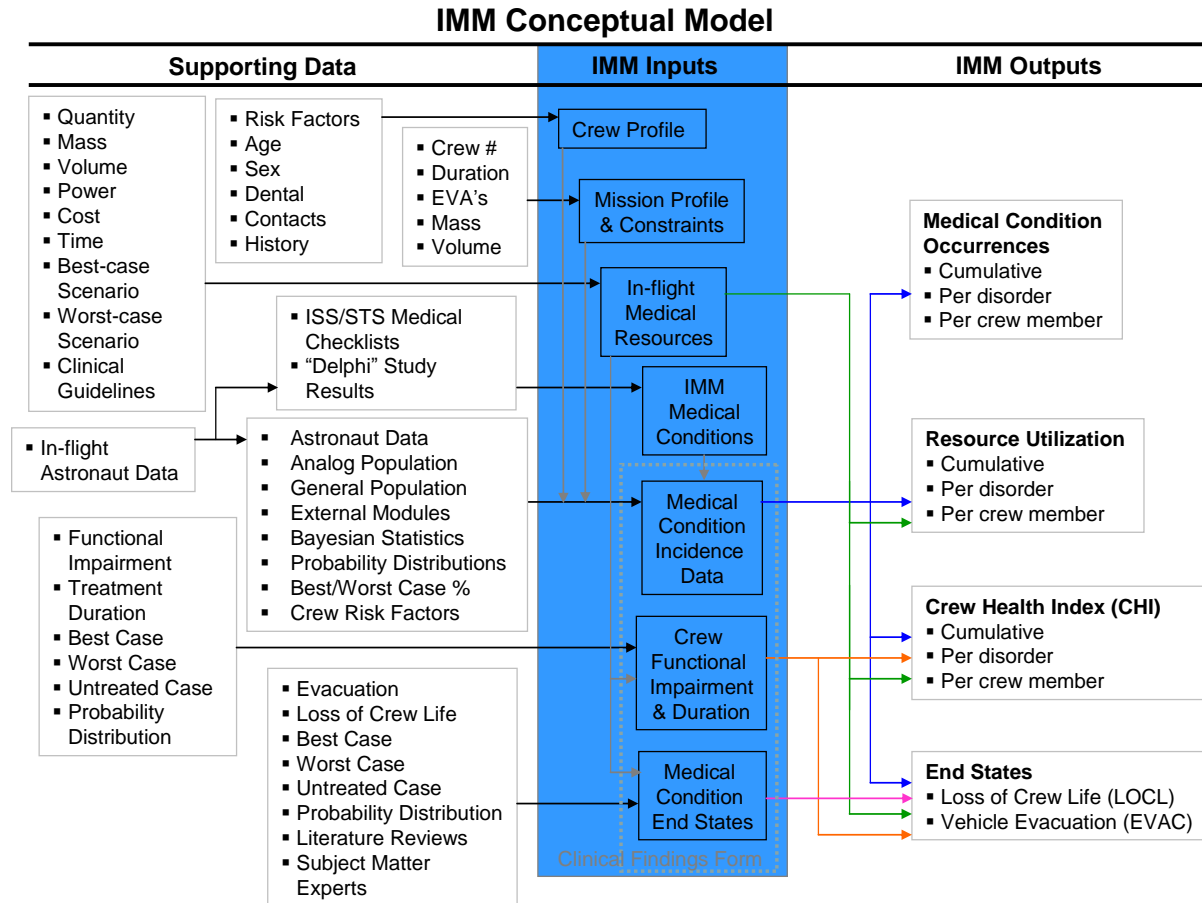 IMM Conceptual Model
Supporting Data
IMM Inputs
IMM Outputs
▪ Quantity
▪ Mass
▪ Volume
▪ Power
▪ Cost
▪ Time
▪ Best-case
Scenario
▪ Worst-case
Scenario
▪ Clinical
Guidelines
▪ Risk Factors
▪ Age
▪ Sex
▪ Dental
▪ Contacts
▪ History
▪ Crew #
▪ Duration
▪ EVA's
▪ Mass
▪ Volume
▪ ISS/STS Medical
Checklists
▪ “Delphi” Study
Results
▪ In-flight
Astronaut Data
▪ Astronaut Data
▪ Analog Population
▪ General Population
▪ External Modules
▪ Bayesian Statistics
▪ Probability Distributions
▪ Best/Worst Case %
▪ Crew Risk Factors
▪ Functional
Impairment
▪ Treatment
Duration
▪ Best Case
▪ Worst Case
▪ Untreated Case
▪ Probability
Distribution
▪ Evacuation
▪ Loss of Crew Life
▪ Best Case
▪ Worst Case
▪ Untreated Case
▪ Probability Distribution
▪ Literature Reviews
▪ Subject Matter
Experts
Crew Profile
Mission Profile
& Constraints
In-flight
Medical
Resources
IMM
Medical
Conditions
Medical
Condition
Incidence
Data
Crew
Functional
Impairment
& Duration
Medical
Condition
End States
Clinical Findings Form
Medical Condition
Occurrences
▪ Cumulative
▪ Per disorder
▪ Per crew member
Resource Utilization
▪ Cumulative
▪ Per disorder
▪ Per crew member
Crew Health Index (CHI)
▪ Cumulative
▪ Per disorder
▪ Per crew member
End States
▪ Loss of Crew Life (LOCL)
▪ Vehicle Evacuation (EVAC)